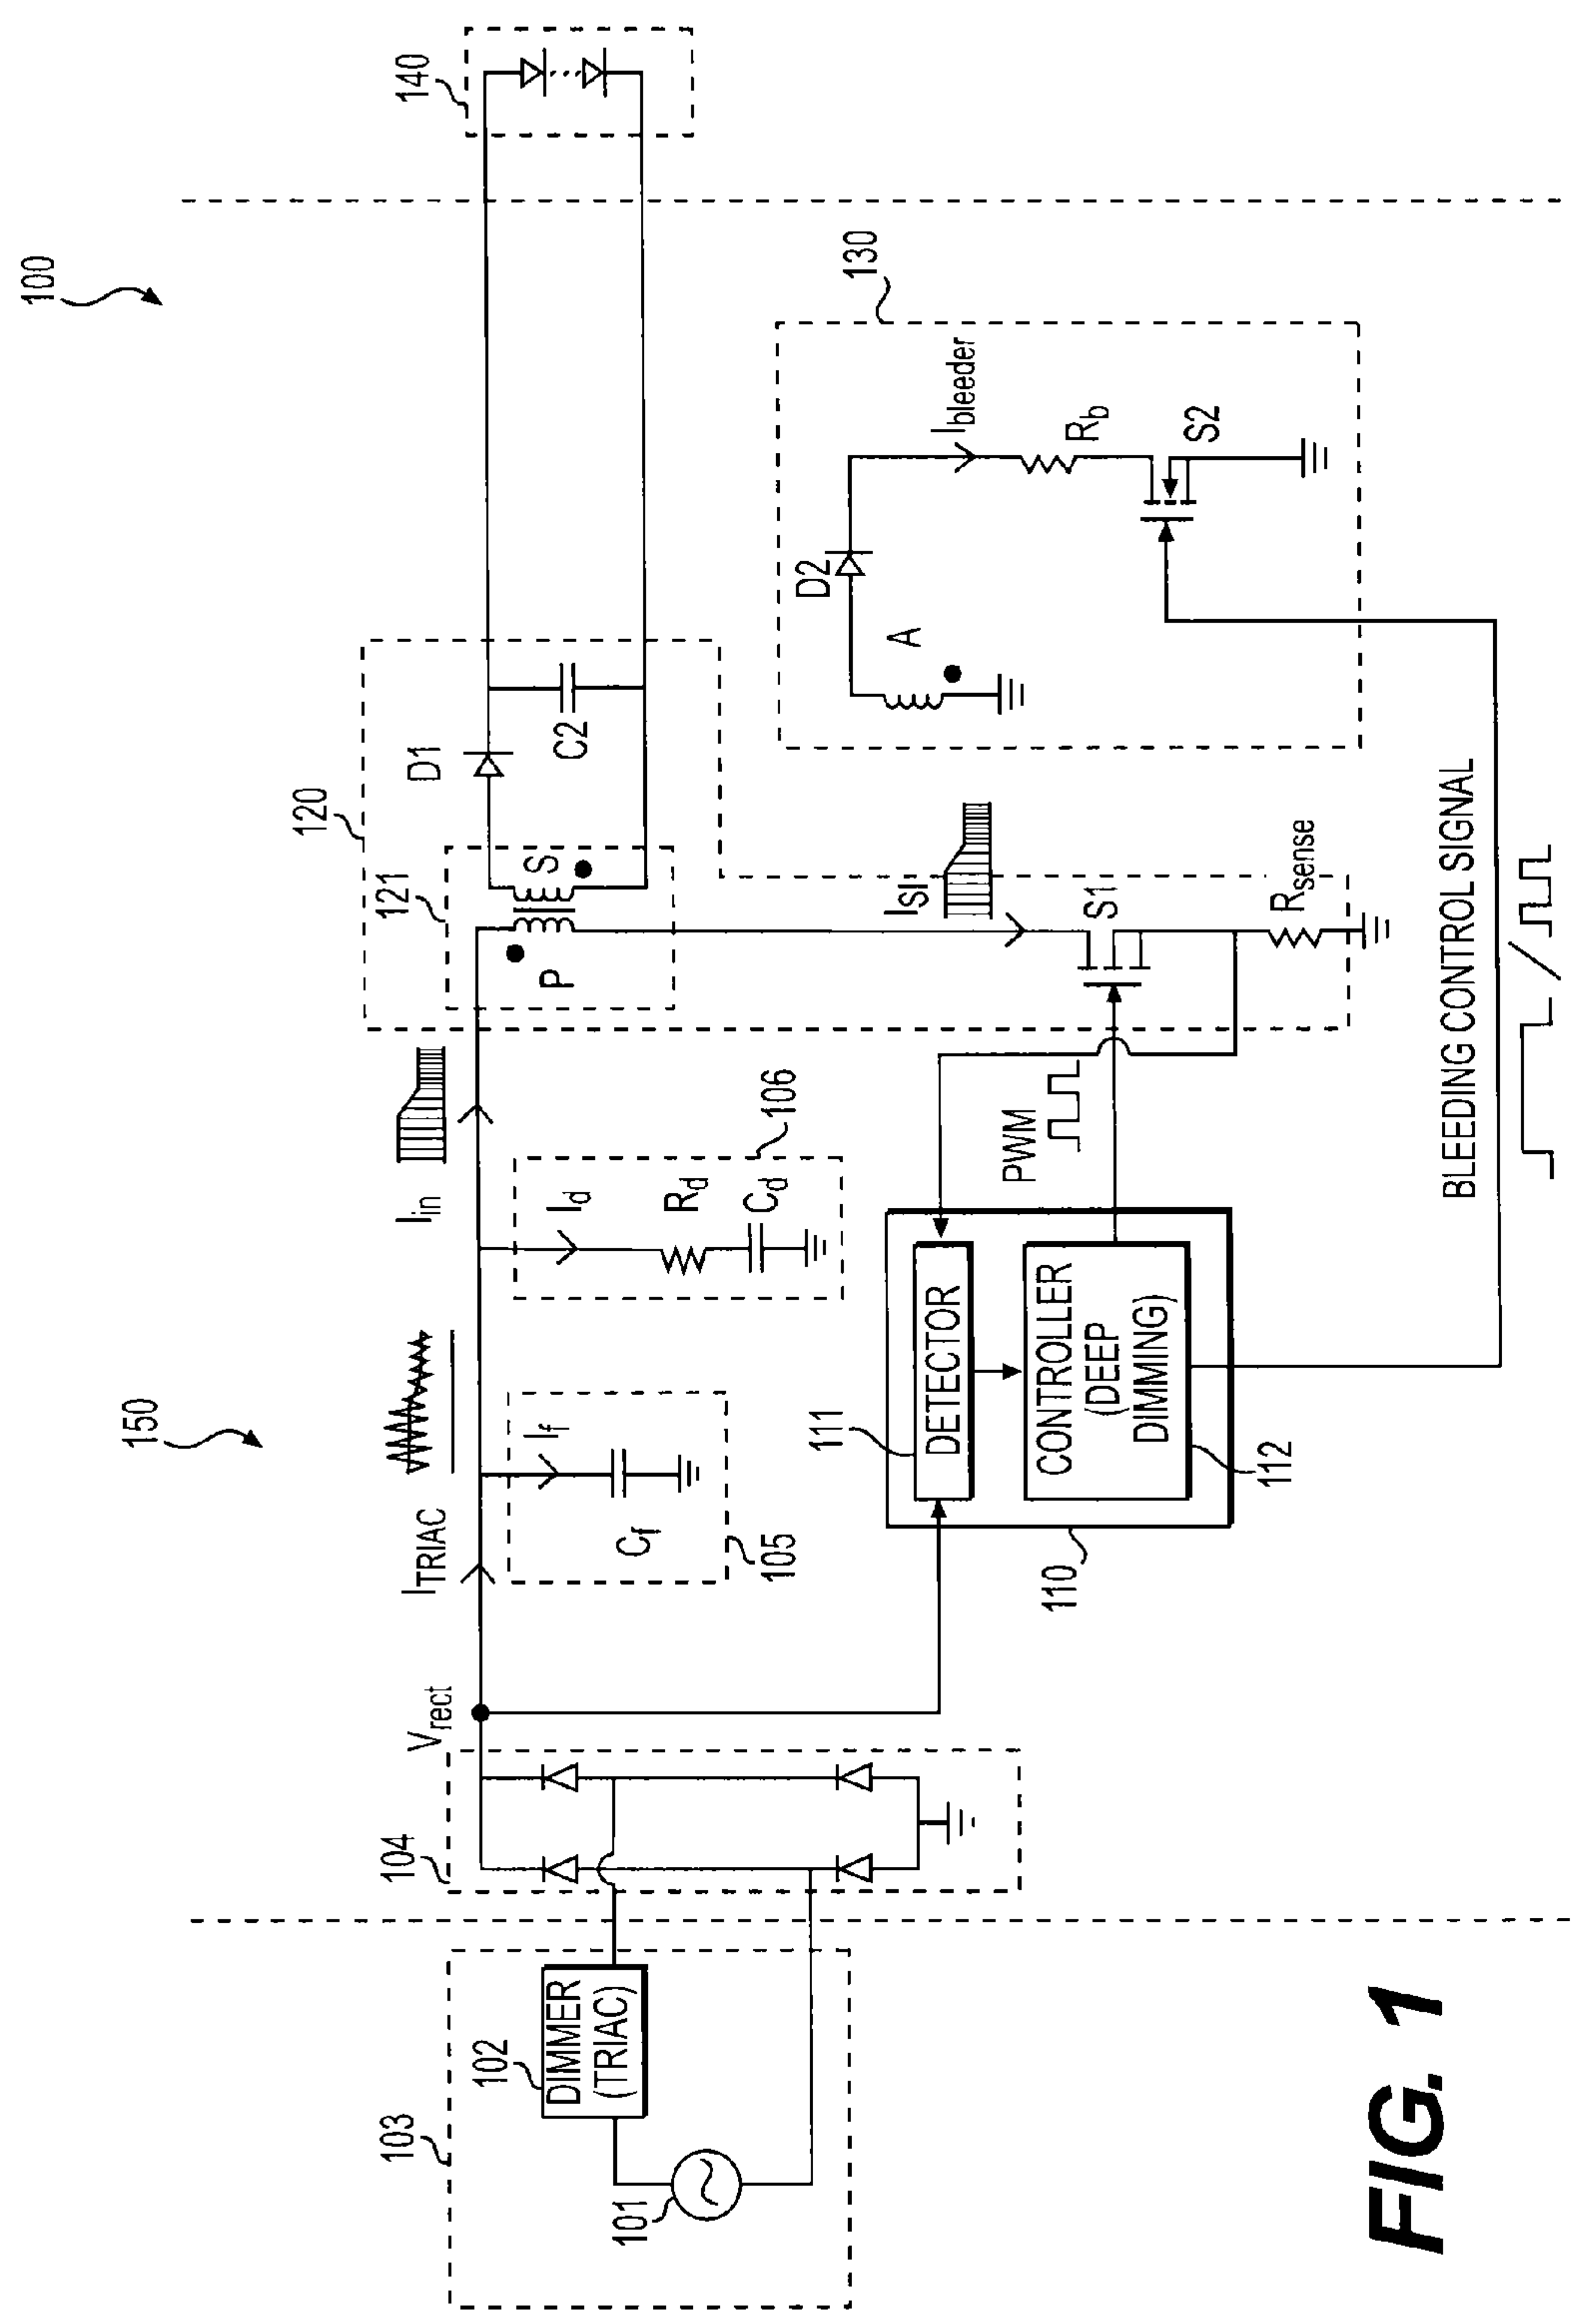 100
150
103
101
102
DIMMER
(TRIAC)
104
Vrect
ITRIAC
If
Cf
105
Iin
Id
Rd
Cd
106
120
121
P
S
D1
C2
140
ISI
S1
Rsense
130
A
D2
Ibleeder
Rb
S2
110
111
DETECTOR
CONTROLLER
(DEEP
DIMMING)
112
PWM
BLEEDING CONTROL SIGNAL
FIG. 1